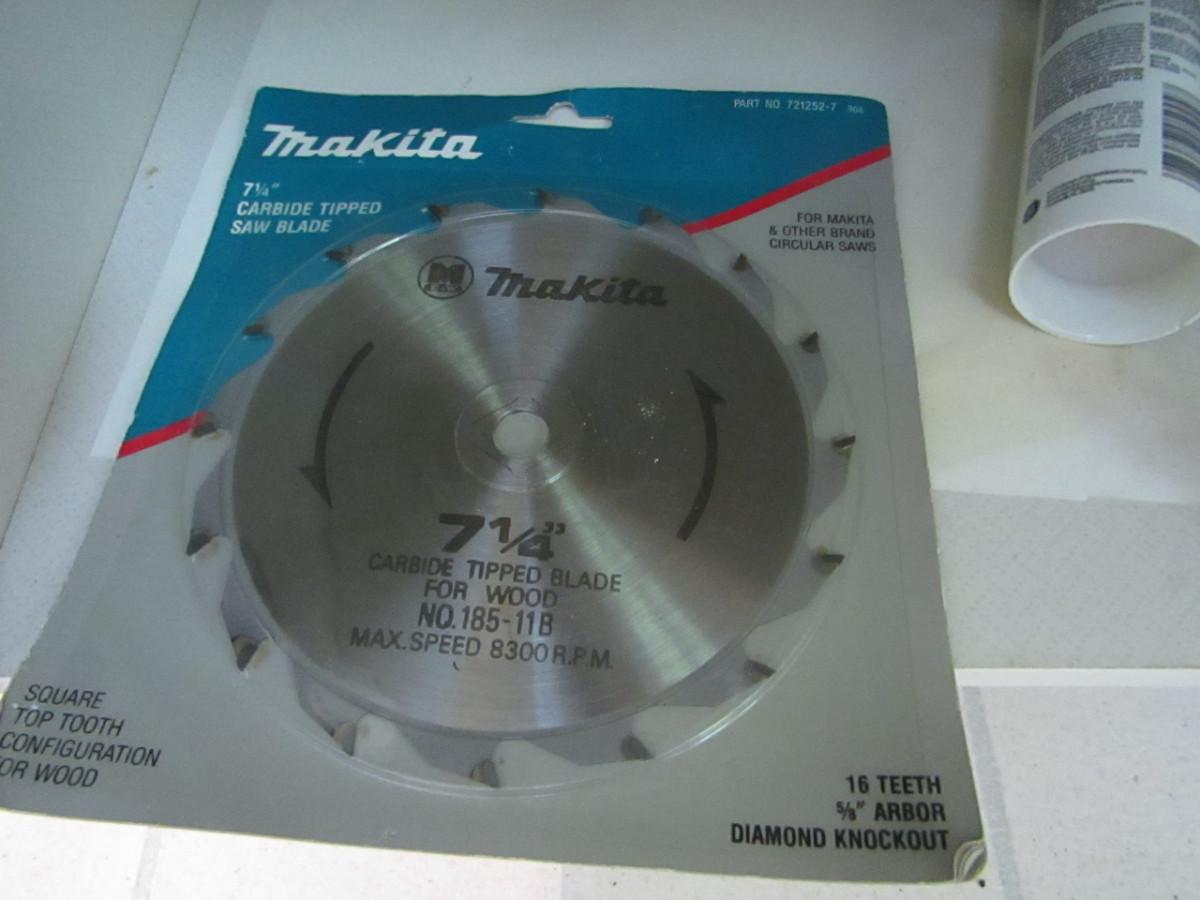 PART NO 721252-7
Makita
7¼"
CARBIDE TIPPED
SAW BLADE
FOR MAKITA
& OTHER BRAND
CIRCULAR SAWS
M
Makita
7¼"
CARBIDE TIPPED BLADE
FOR WOOD
NO.185-11B
MAX.SPEED 8300 R.P.M.
SQUARE
TOP TOOTH
CONFIGURATION
FOR WOOD
16 TEETH
⅝" ARBOR
DIAMOND KNOCKOUT